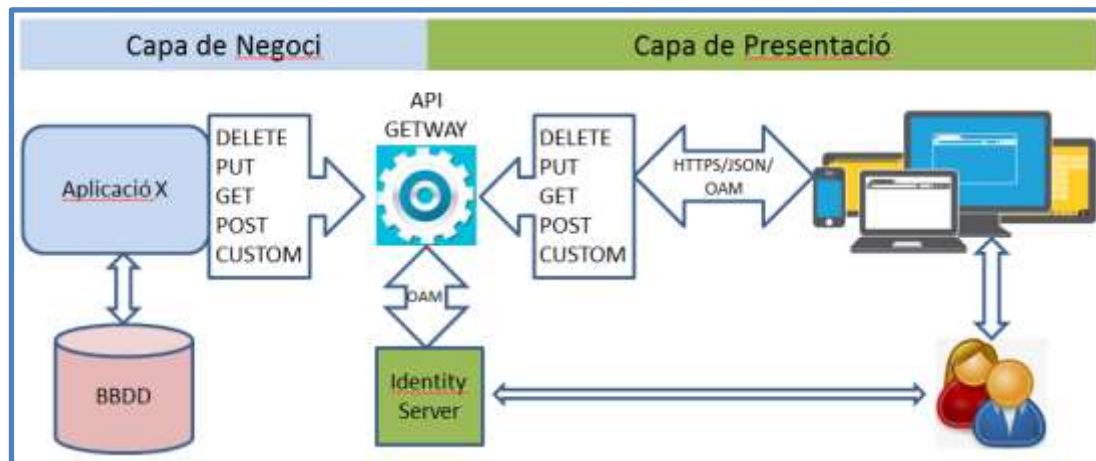 Capa de Negoci
Capa de Presentació
API
GETWAY
DELETE
PUT
GET
POST
CUSTOM
Aplicació X
DELETE
PUT
GET
POST
CUSTOM
HTTPS/JSON/
OAM
OAM
BBDD
Identity
Server